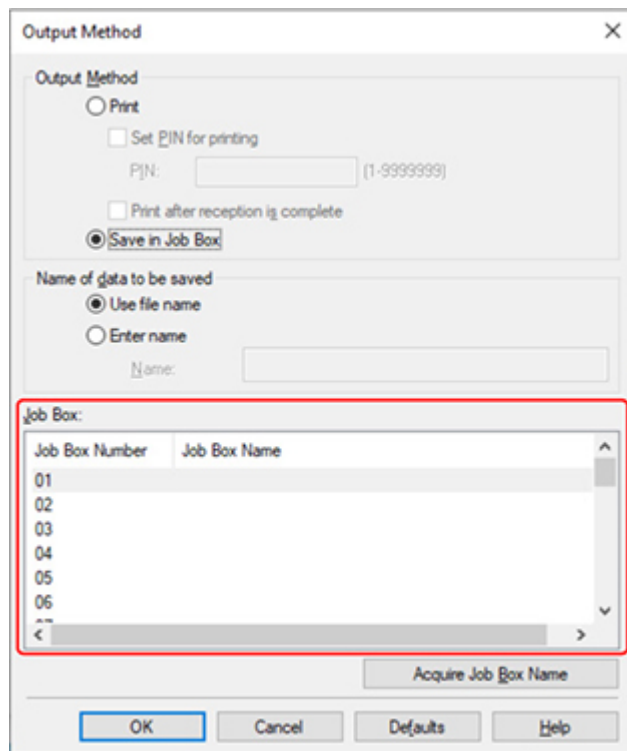 Output Method
Output Method
Print
Set PIN for printing
PIN: (1-9999999)
Print after reception is complete
Save in Job Box
Name of data to be saved
Use file name
Enter name
Name:
Job Box:
Job Box Number Job Box Name
01
02
03
04
05
06
Acquire Job Box Name
OK Cancel Defaults Help